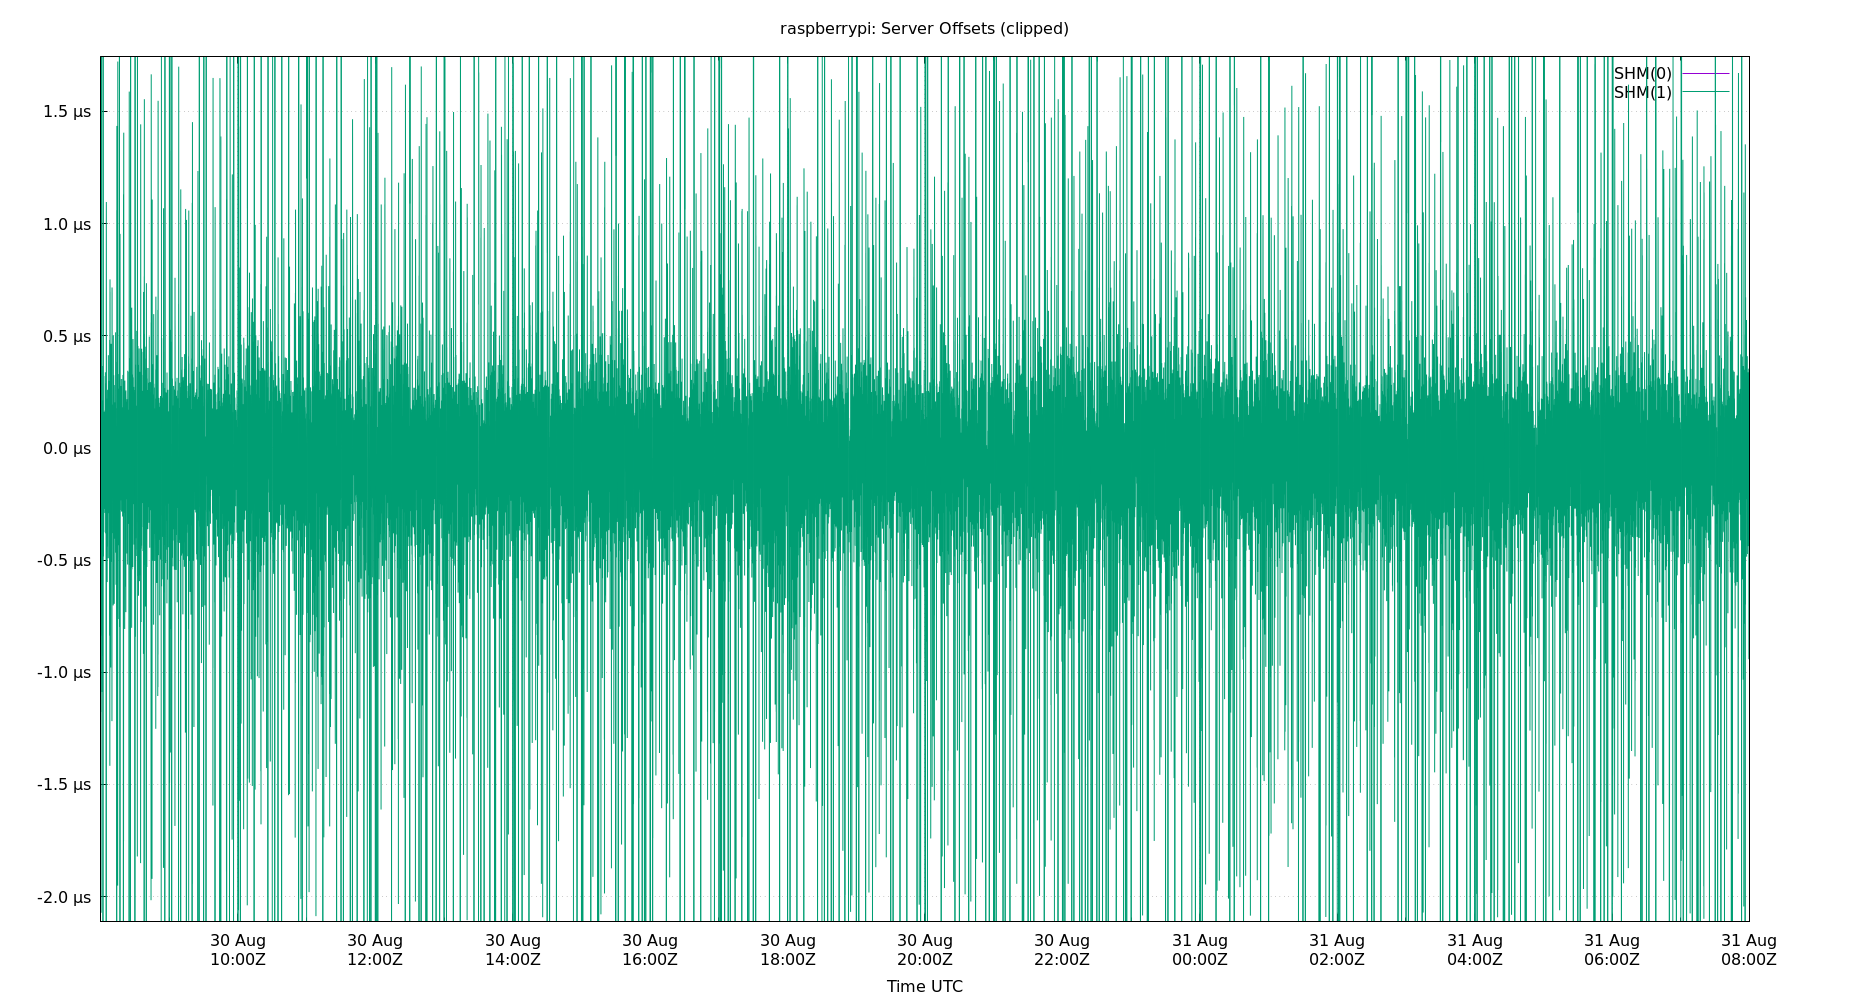 raspberrypi: Server Offsets (clipped)
SHM(0)
SHM(1)
1.5 µs
1.0 µs
0.5 µs
0.0 µs
-0.5 µs
-1.0 µs
-1.5 µs
-2.0 µs
30 Aug 30 Aug 30 Aug 30 Aug 30 Aug 30 Aug 30 Aug 31 Aug 31 Aug 31 Aug 31 Aug 31 Aug
10:00Z 12:00Z 14:00Z 16:00Z 18:00Z 20:00Z 22:00Z 00:00Z 02:00Z 04:00Z 06:00Z 08:00Z
Time UTC